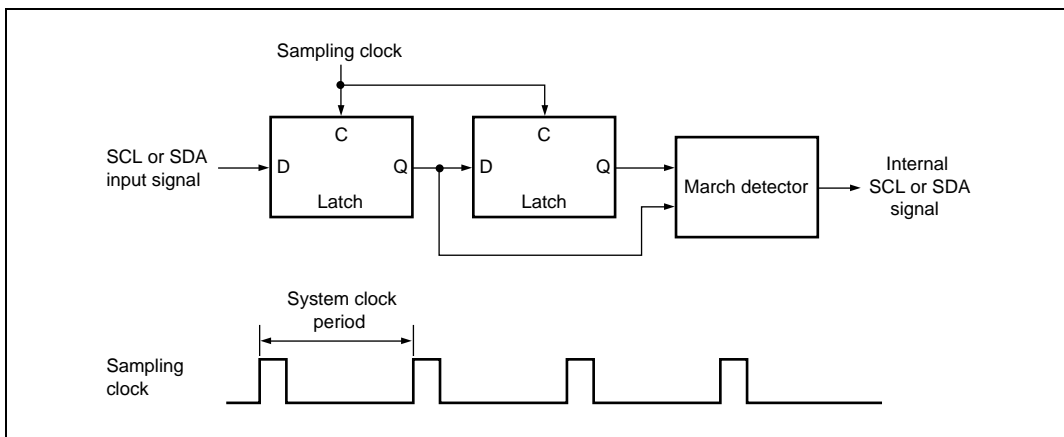 Sampling clock
C
C
SCL or SDA
input signal
D
Q
D
Q
Latch
Latch
March detector
Internal
SCL or SDA
signal
System clock
period
Sampling
clock